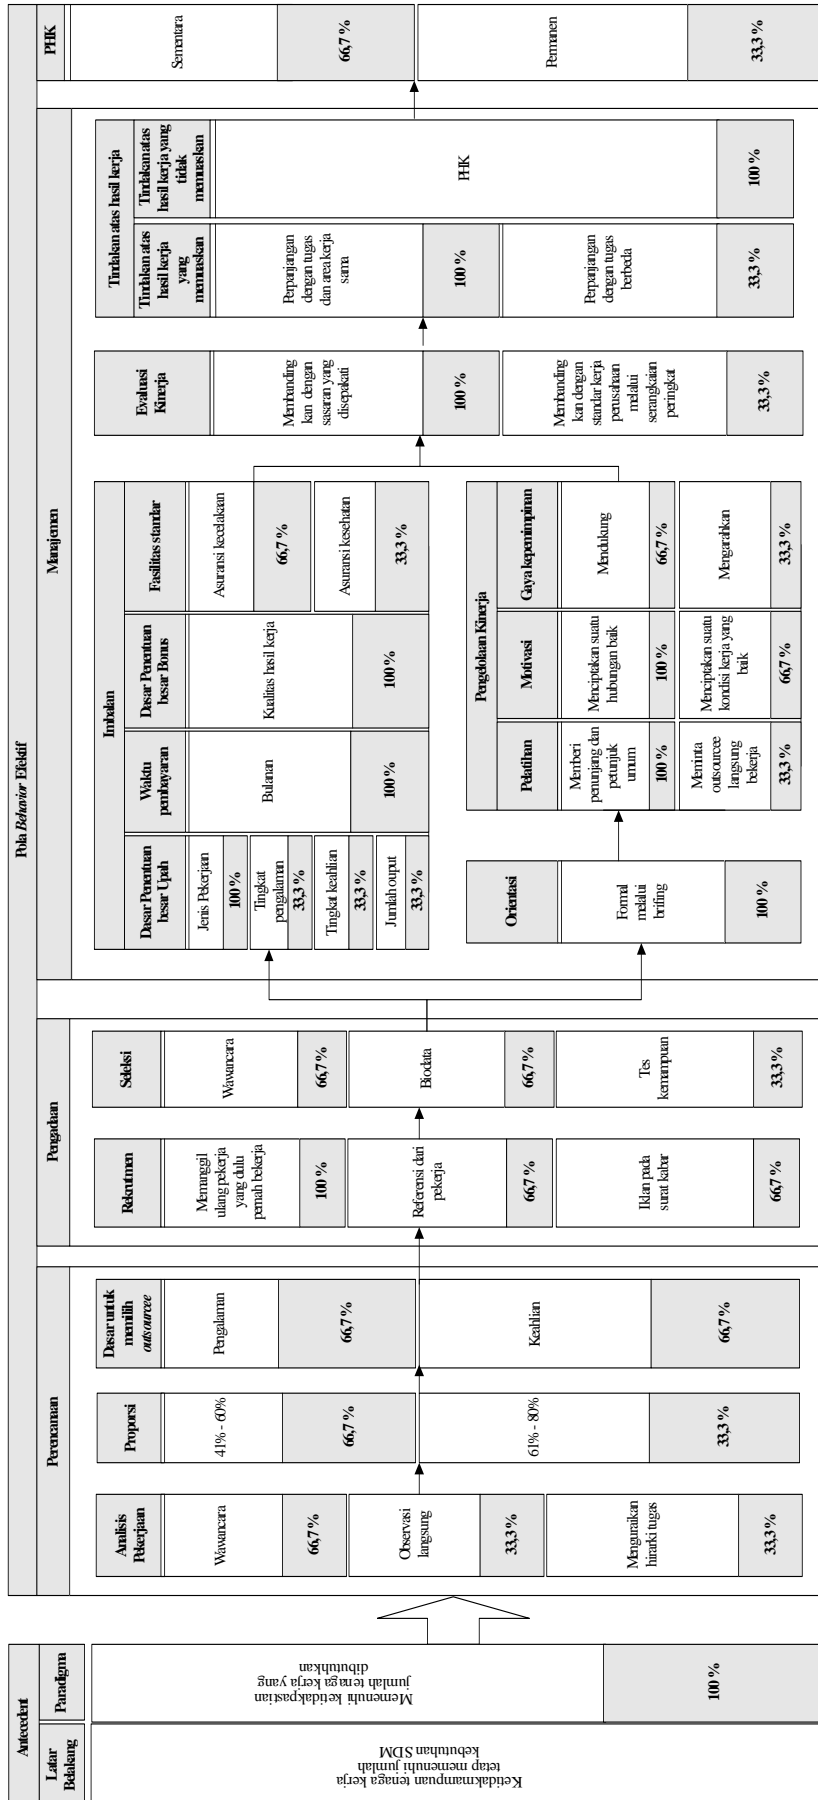 Antecedent
Latar
Belakang
Ketidakmampuan tenaga kerja
tetap memenuhi jumlah
kebutuhan SDM
Paradigma
Memenuhi ketidakpastian
jumlah tenaga kerja yang
dibutuhkan
100 %
Pola Behavior Efektif
Perencanaan
Analisis
Pekerjaan
Wawancara
66,7 %
Observasi
langsung
33,3 %
Menguraikan
hirarki tugas
33,3 %
Proporsi
41% - 60%
66,7 %
61% - 80%
33,3 %
Dasar untuk
memilih
outsourcee
Pengalaman
66,7 %
Keahlian
66,7 %
Pengadaan
Rekrutmen
Memanggil
ulang pekerja
yang dulu
pernah bekerja
100 %
Referensi dari
pekerja
66,7 %
Iklan pada
surat kabar
66,7 %
Seleksi
Wawancara
66,7 %
Biodata
66,7 %
Tes
kemampuan
33,3 %
Manajemen
Imbalan
Dasar Penentuan
besar Upah
Jenis Pekerjaan
100 %
Tingkat
pengalaman
33,3 %
Tingkat keahlian
33,3 %
Jumlah ouput
33,3 %
Waktu
pembayaran
Bulanan
100 %
Dasar Penentuan
besar Bonus
Kualitas hasil kerja
100 %
Fasilitas standar
Asuransi kecelakaan
66,7 %
Asuransi kesehatan
33,3 %
Orientasi
Formal
melalui
brifing
100 %
Pengelolaan Kinerja
Pelatihan
Memberi
penunjang dan
petunjuk
umum
100 %
Meminta
outsourcee
langsung
bekerja
33,3 %
Motivasi
Menciptakan suatu
hubungan baik
100 %
Menciptakan suatu
kondisi kerja yang
baik
66,7 %
Gaya kepemimpinan
Mendukung
66,7 %
Mengarahkan
33,3 %
Evaluasi
Kinerja
Membanding
kan dengan
sasaran yang
disepakati
100 %
Membanding
kan dengan
standar kerja
perusahaan
melalui
serangkaian
peringkat
33,3 %
Tindakan atas hasil kerja
Tindakan atas
hasil kerja
yang
memuaskan
Perpanjangan
dengan tugas
dan area kerja
sama
100 %
Perpanjangan
dengan tugas
berbeda
33,3 %
Tindakan atas
hasil kerja yang
tidak
memuaskan
PHK
100 %
PHK
Sementara
66,7 %
Permanen
33,3 %